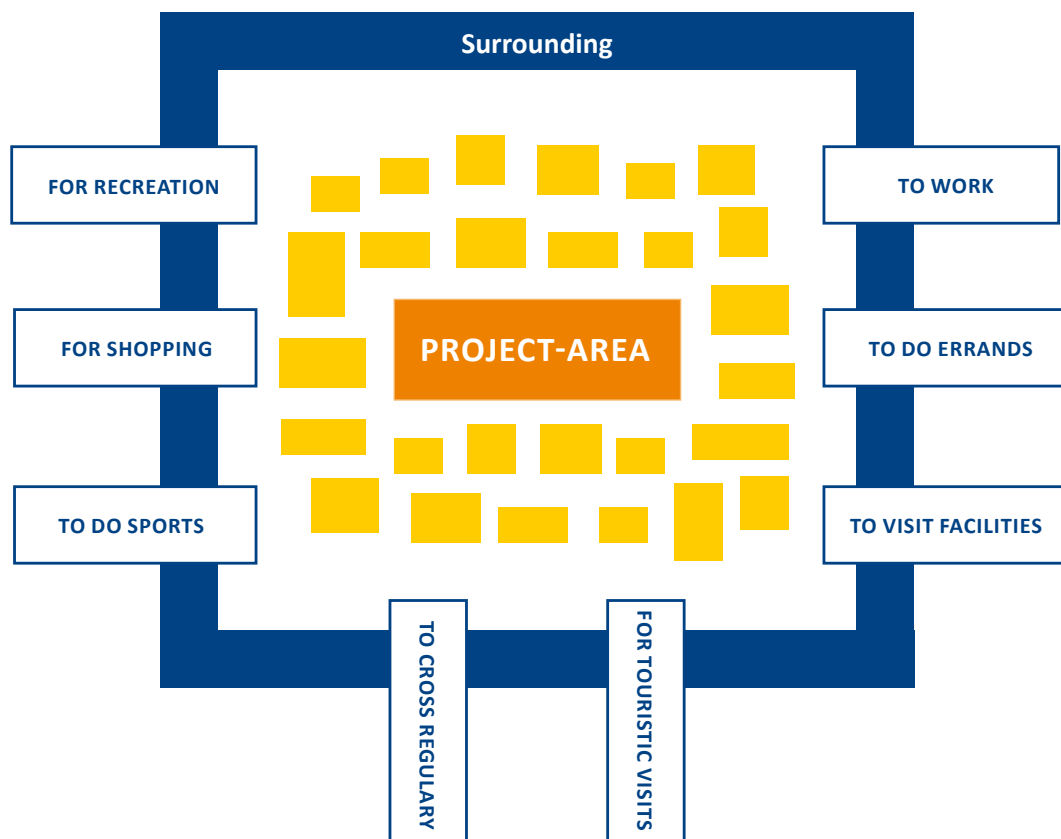 Surrounding
FOR RECREATION
TO WORK
FOR SHOPPING
PROJECT-AREA
TO DO ERRANDS
TO DO SPORTS
TO VISIT FACILITIES
TO CROSS REGULARY
FOR TOURISTIC VISITS